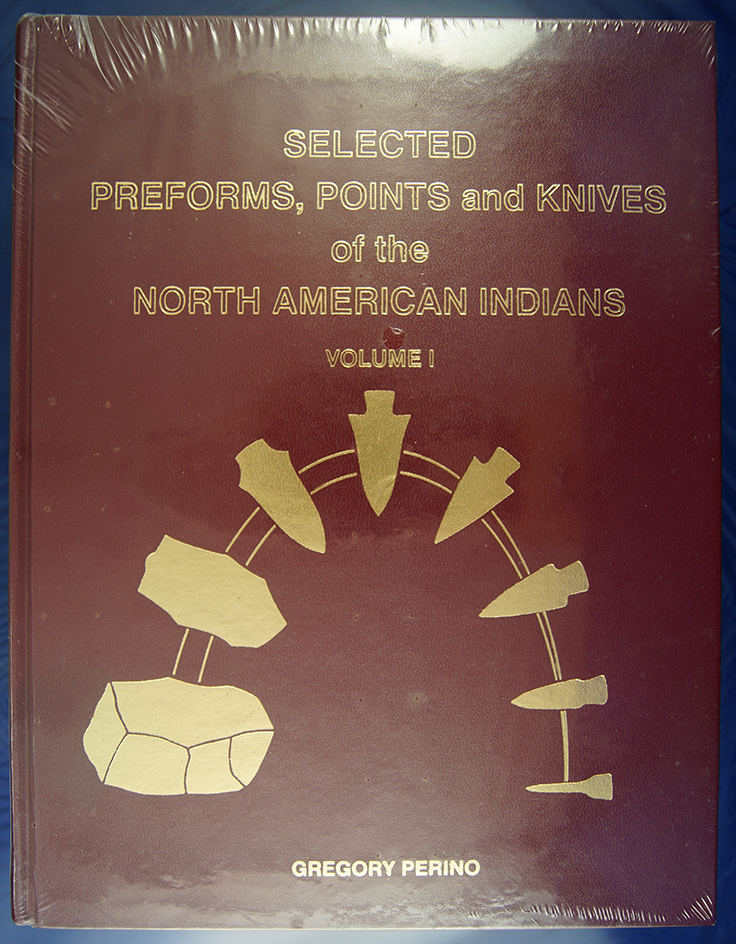 SELECTED
PREFORMS, POINTS and KNIVES
of the
NORTH AMERICAN INDIANS
VOLUME I
GREGORY PERINO